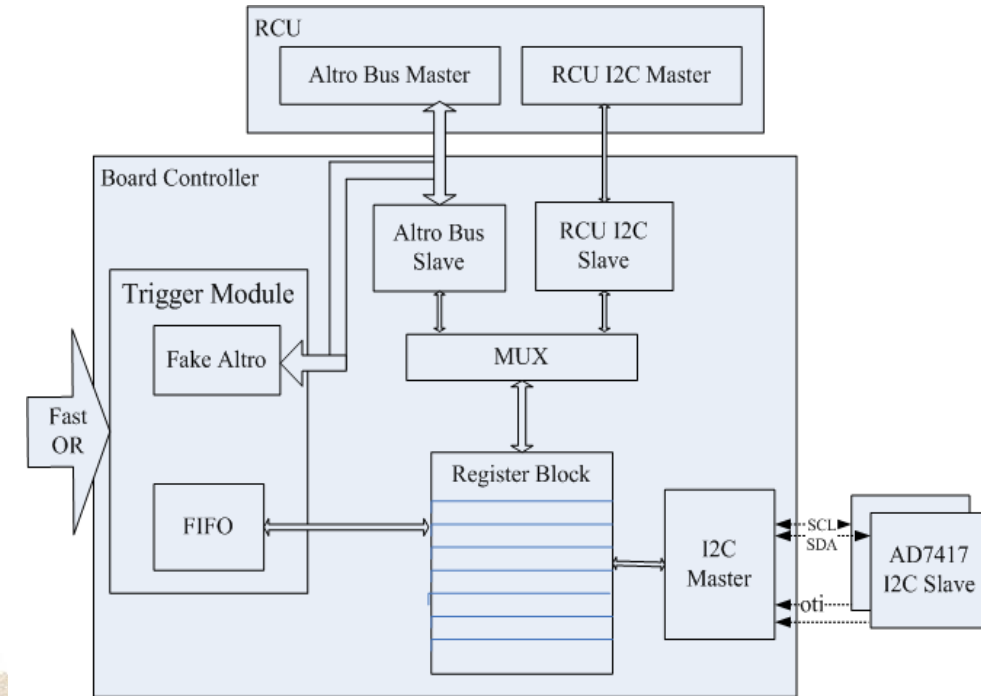 RCU
Altro Bus Master
RCU I2C Master
Board Controller
Altro Bus
Slave
RCU I2C
Slave
Trigger Module
Fake Altro
MUX
Fast
OR
Register Block
FIFO
I2C
Master
SCL
SDA
AD7417
I2C Slave
oti